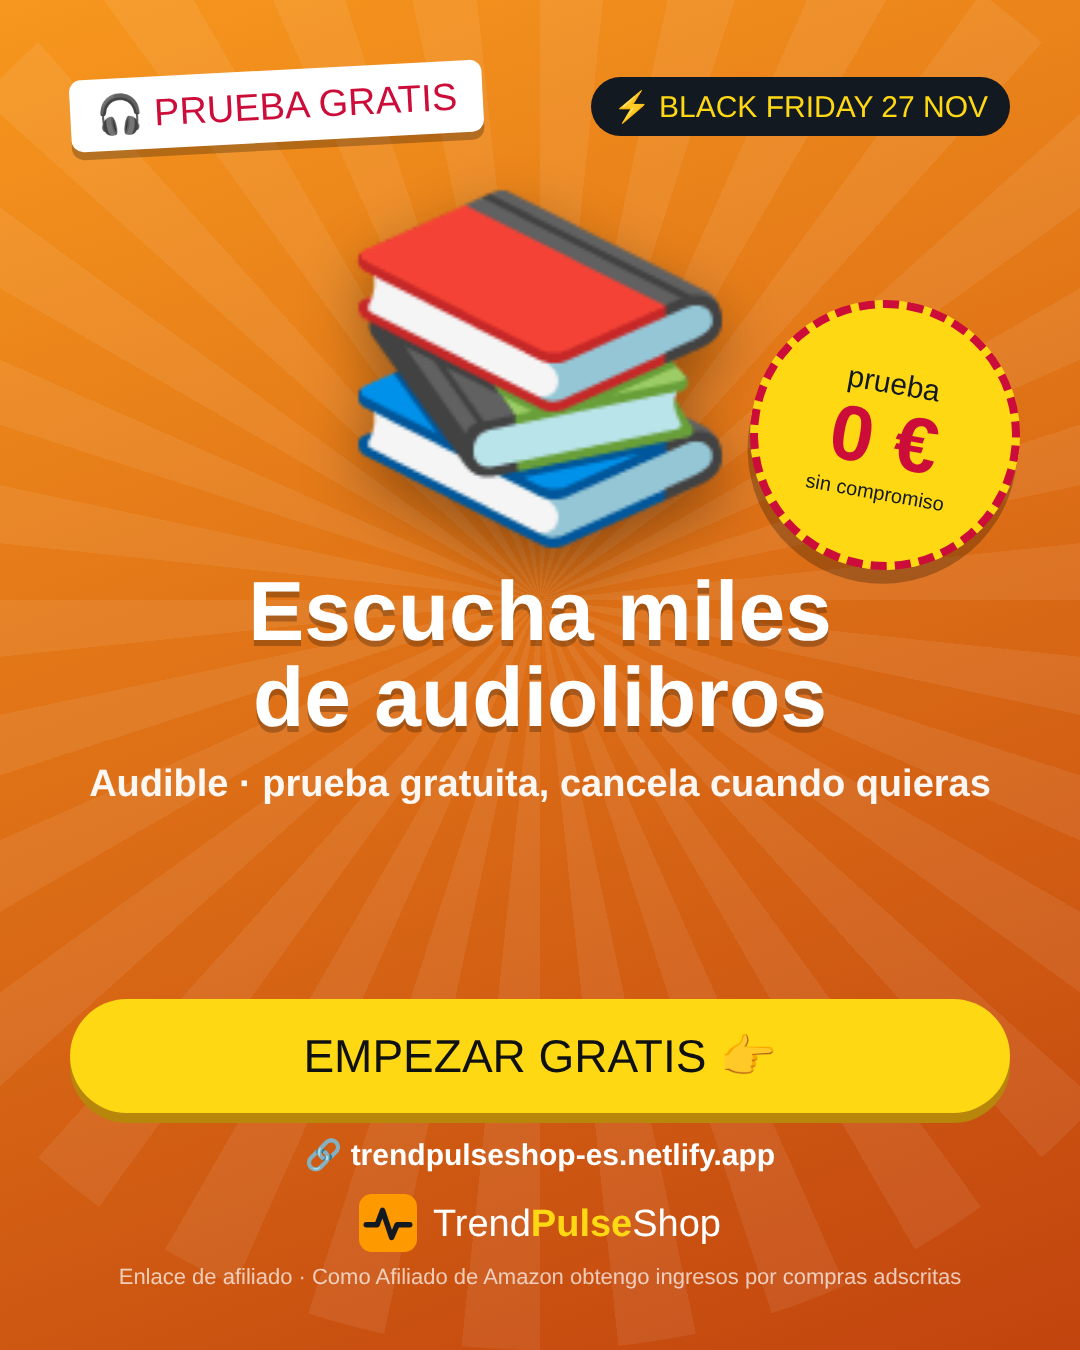 🎧 PRUEBA GRATIS
⚡ BLACK FRIDAY 27 NOV
prueba
0 €
sin compromiso
Escucha miles
de audiolibros
Audible · prueba gratuita, cancela cuando quieras
EMPEZAR GRATIS 👉
🔗 trendpulseshop-es.netlify.app
TrendPulseShop
Enlace de afiliado · Como Afiliado de Amazon obtengo ingresos por compras adscritas